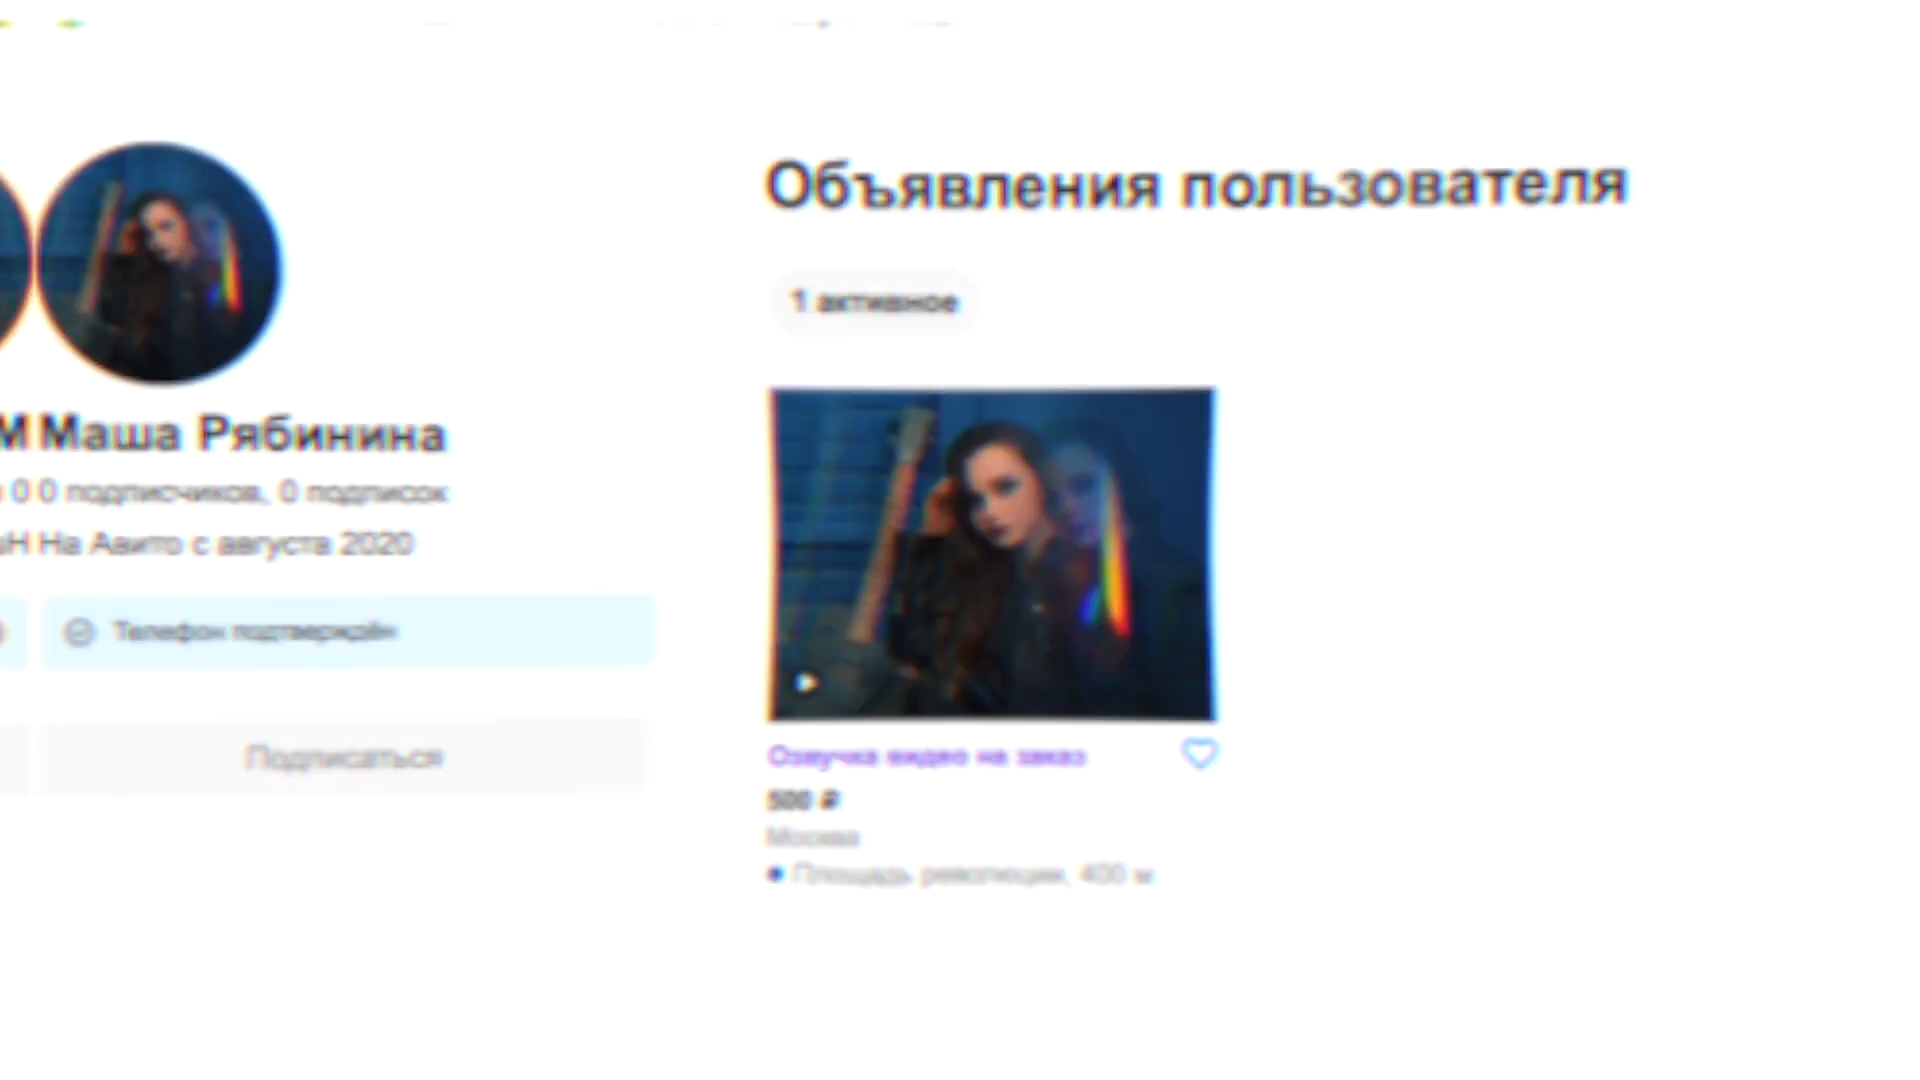 Объявления пользователя
1 активное
М Маша Рябинина
0 0 подписчиков, 0 подписок
Н На Авито с августа 2020
Телефон подтверждён
Подписаться
Озвучка видео на заказ
500 ₽
Москва
Площадь революции, 400 м